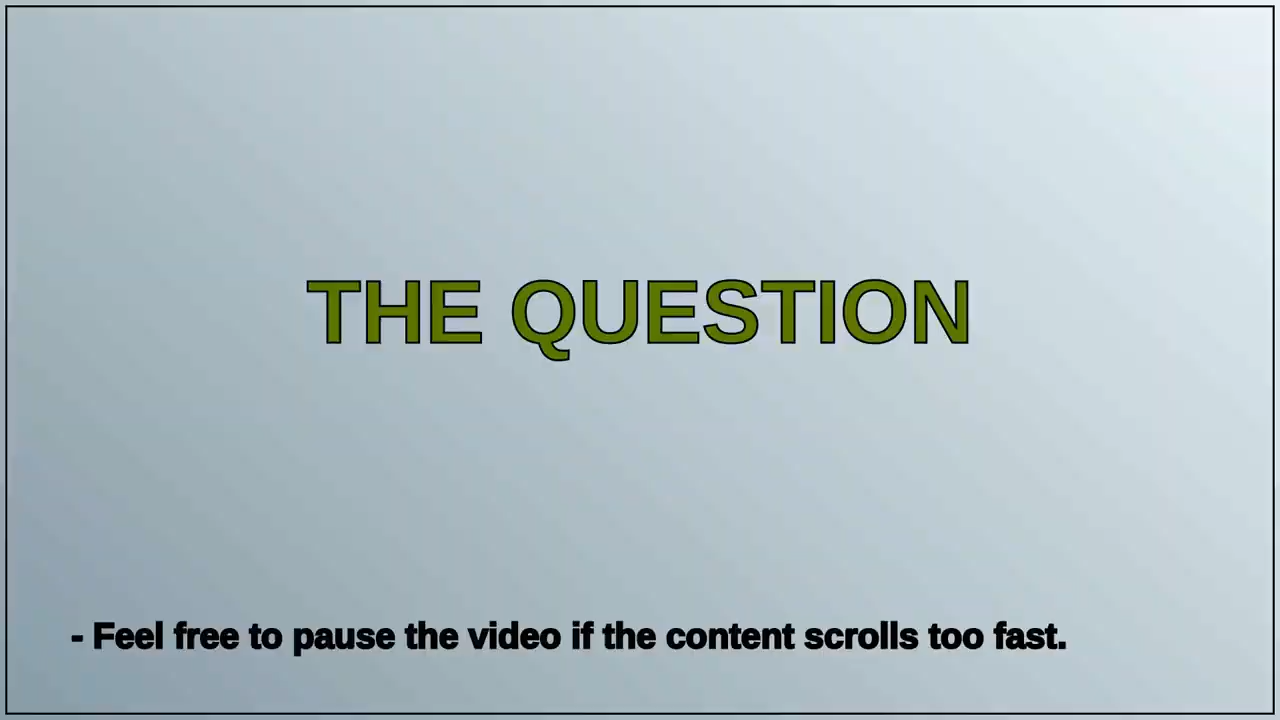 THE QUESTION
- Feel free to pause the video if the content scrolls too fast.